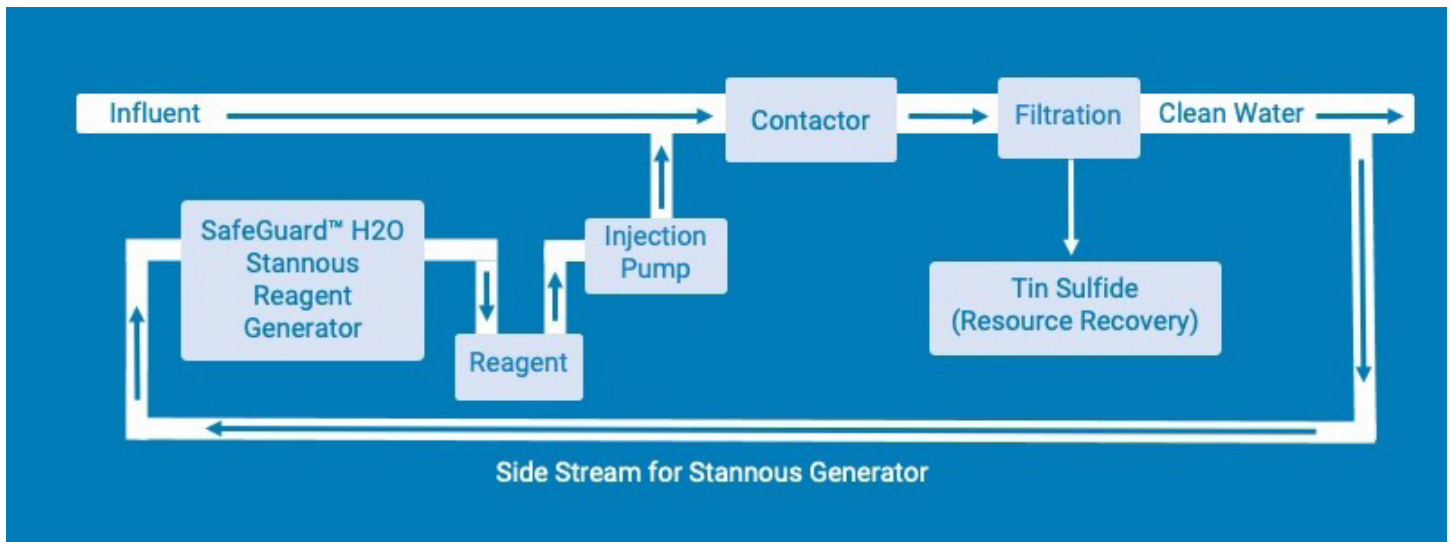 Influent
Contactor
Filtration
Clean Water
SafeGuard™ H2O
Stannous
Reagent
Generator
Injection
Pump
Reagent
Tin Sulfide
(Resource Recovery)
Side Stream for Stannous Generator